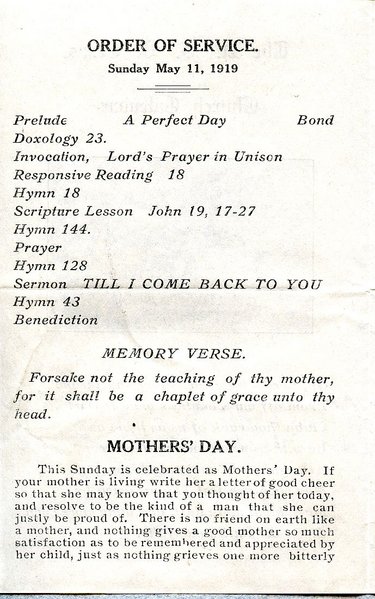 ORDER OF SERVICE.
Sunday May 11, 1919
Prelude A Perfect Day Bond
Doxology 23.
Invocation, Lord's Prayer in Unison
Responsive Reading 18
Hymn 18
Scripture Lesson John 19, 17-27
Hymn 144.
Prayer
Hymn 128
Sermon TILL I COME BACK TO YOU
Hymn 43
Benediction
MEMORY VERSE.
Forsake not the teaching of thy mother,
for it shall be a chaplet of grace unto thy
head.
MOTHERS' DAY.
This Sunday is celebrated as Mothers' Day. If
your mother is living write her a letter of good cheer
so that she may know that you thought of her today,
and resolve to be the kind of a man that she can
justly be proud of. There is no friend on earth like
a mother, and nothing gives a good mother so much
satisfaction as to be remembered and appreciated by
her child, just as nothing grieves one more bitterly